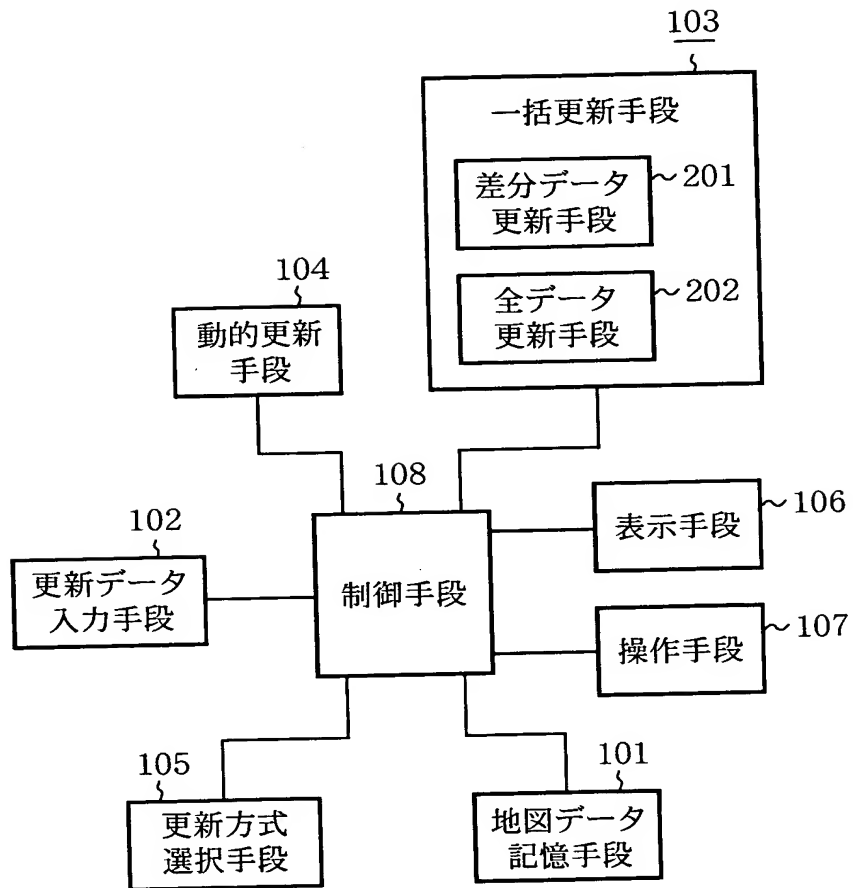 103
一括更新手段
差分データ
更新手段
201
全データ
更新手段
202
104
動的更新
手段
108
制御手段
表示手段
106
102
更新データ
入力手段
操作手段
107
105
更新方式
選択手段
101
地図データ
記憶手段